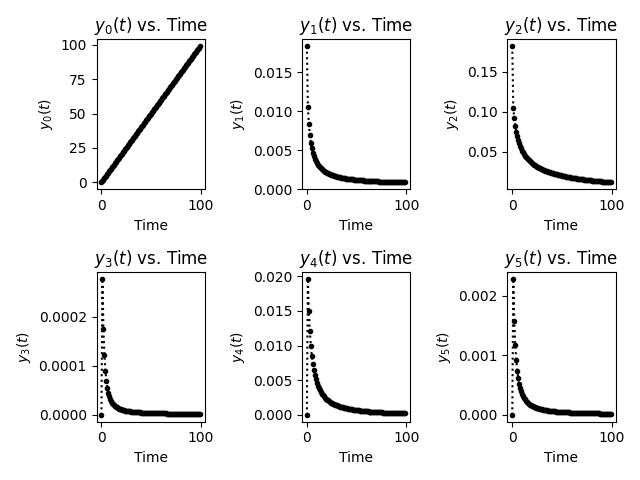 y₀(t) vs. Time
y₁(t) vs. Time
y₂(t) vs. Time
100
75
50
25
0
y₀(t)
0.015
0.010
0.005
0.000
y₁(t)
0.15
0.10
0.05
y₂(t)
0 100
0 100
0 100
Time
Time
Time
y₃(t) vs. Time
y₄(t) vs. Time
y₅(t) vs. Time
0.0002
0.0001
0.0000
y₃(t)
0.020
0.015
0.010
0.005
0.000
y₄(t)
0.002
0.001
0.000
y₅(t)
0 100
0 100
0 100
Time
Time
Time